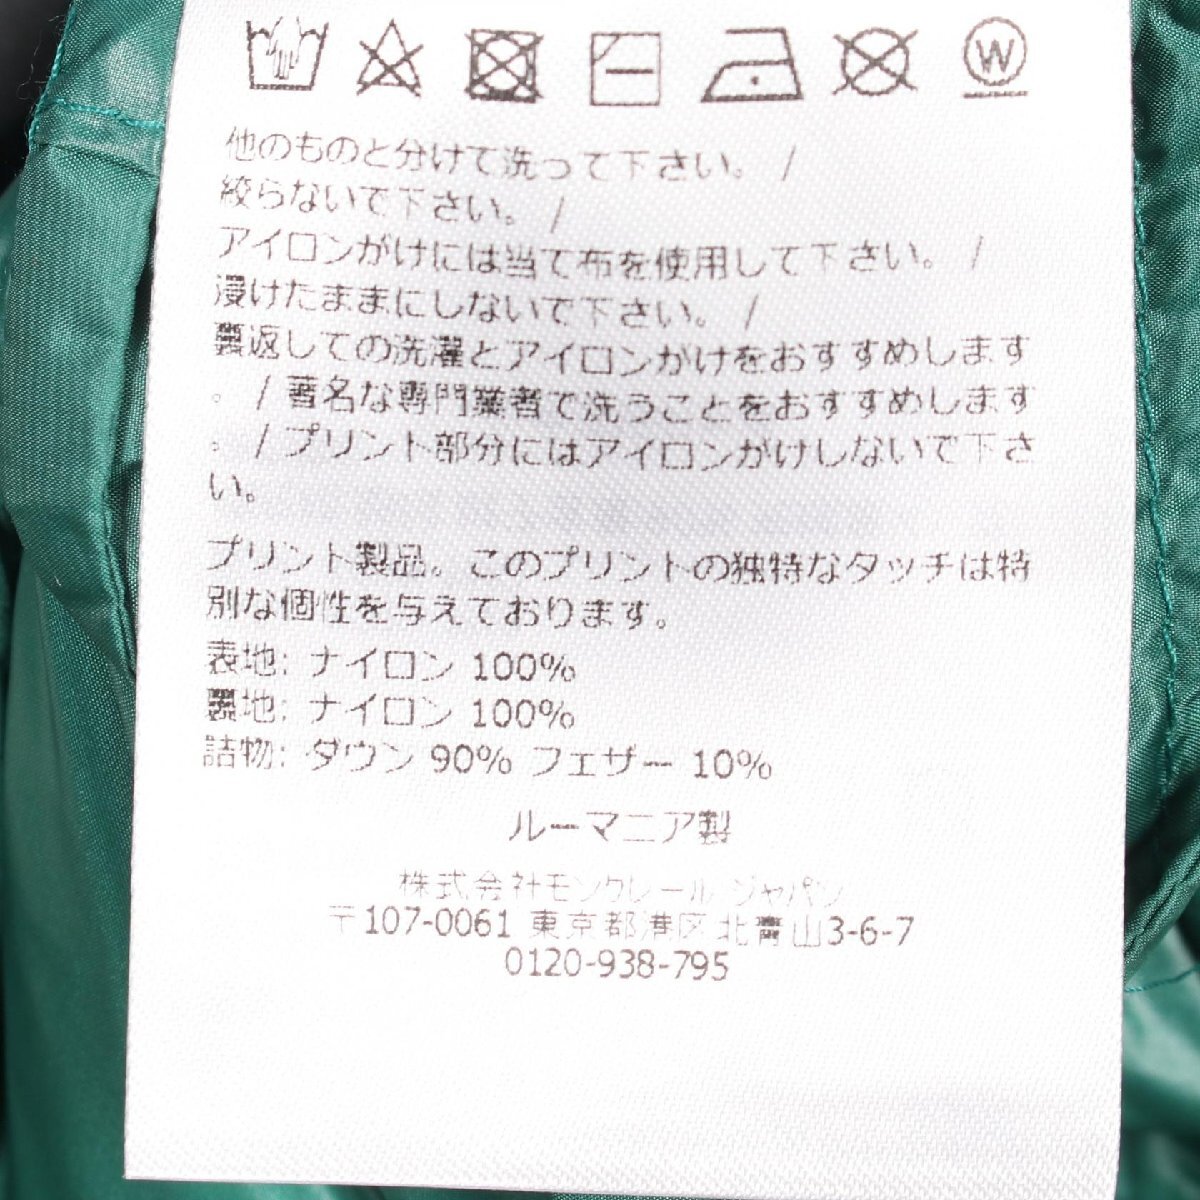 W
他のものと分けて洗って下さい。 /
絞らないで下さい。 /
アイロンがけには当て布を使用して下さい。 /
浸けたままにしないで下さい。 /
裏返しての洗濯とアイロンがけをおすすめします
。 / 著名な専門業者で洗うことをおすすめします
。 / プリント部分にはアイロンがけしないで下さ
い。
プリント製品。このプリントの独特なタッチは特
別な個性を与えております。
表地: ナイロン 100%
裏地: ナイロン 100%
詰物: ダウン 90% フェザー 10%
ルーマニア製
株式会社モンクレール ジャパン
〒107-0061 東京都港区北青山3-6-7
0120-938-795